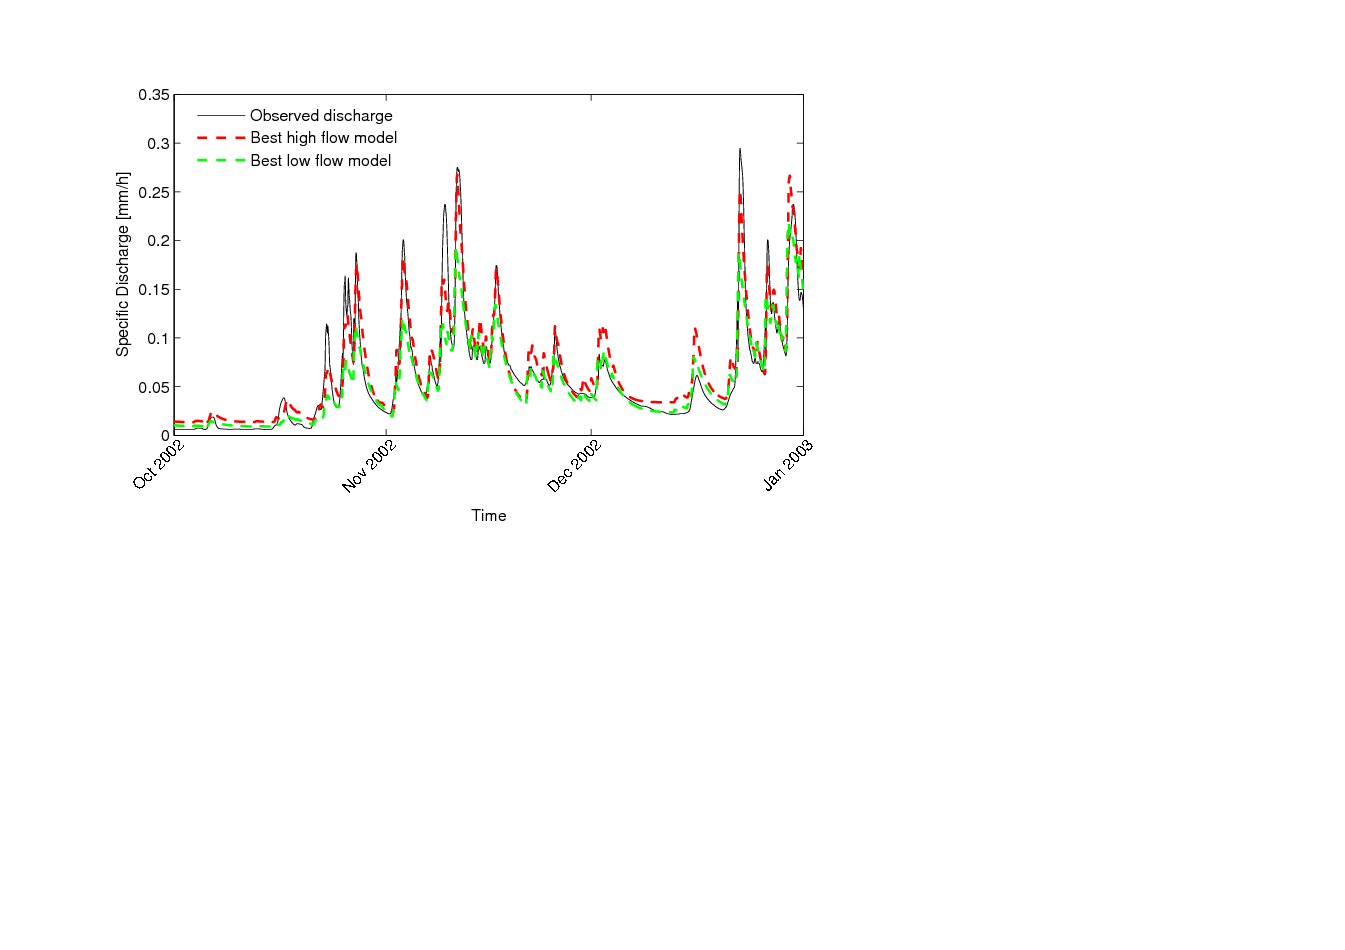 0.35
0.3
0.25
0.2
0.15
0.1
0.05
0
Specific Discharge [mm/h]
Observed discharge
Best high flow model
Best low flow model
Oct 2002
Nov 2002
Dec 2002
Jan 2003
Time